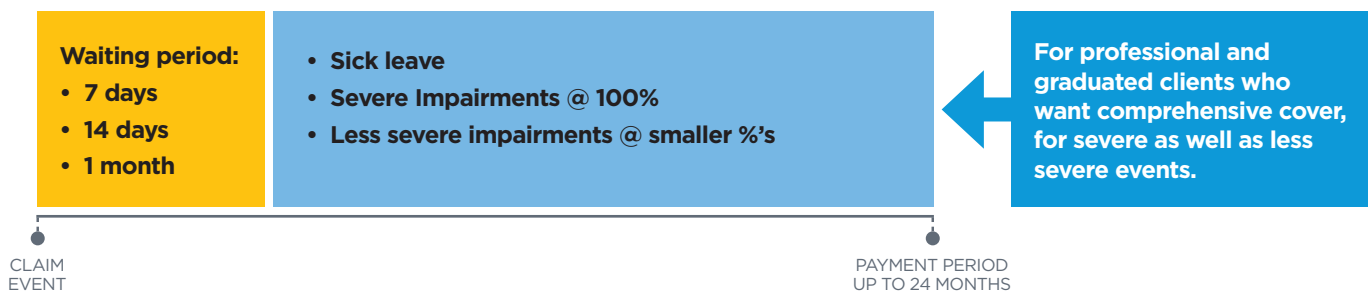 Waiting period:
• 7 days
• 14 days
• 1 month
• Sick leave
• Severe Impairments @ 100%
• Less severe impairments @ smaller %'s
For professional and
graduated clients who
want comprehensive cover,
for severe as well as less
severe events.
CLAIM
EVENT
PAYMENT PERIOD
UP TO 24 MONTHS